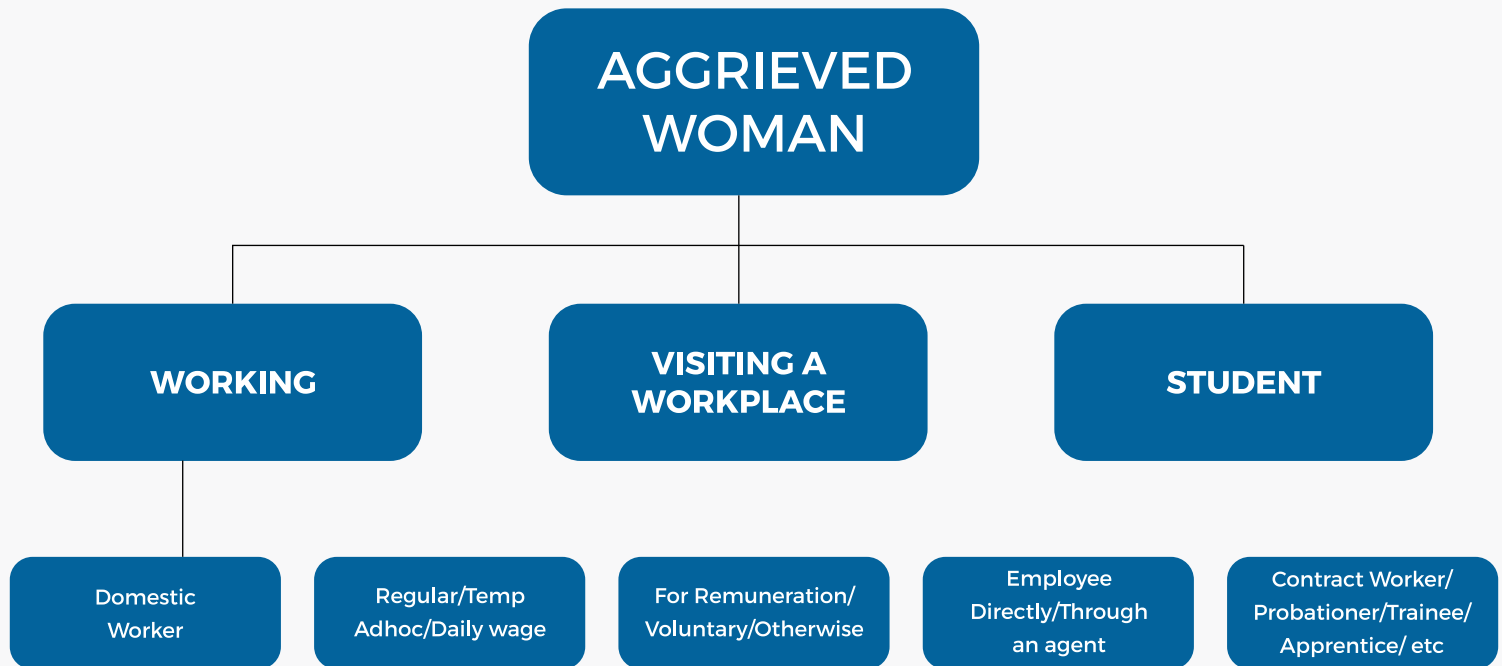 AGGRIEVED
WOMAN
WORKING
VISITING A
WORKPLACE
STUDENT
Domestic
Worker
Regular/Temp
Adhoc/Daily wage
For Remuneration/
Voluntary/Otherwise
Employee
Directly/Through
an agent
Contract Worker/
Probationer/Trainee/
Apprentice/ etc